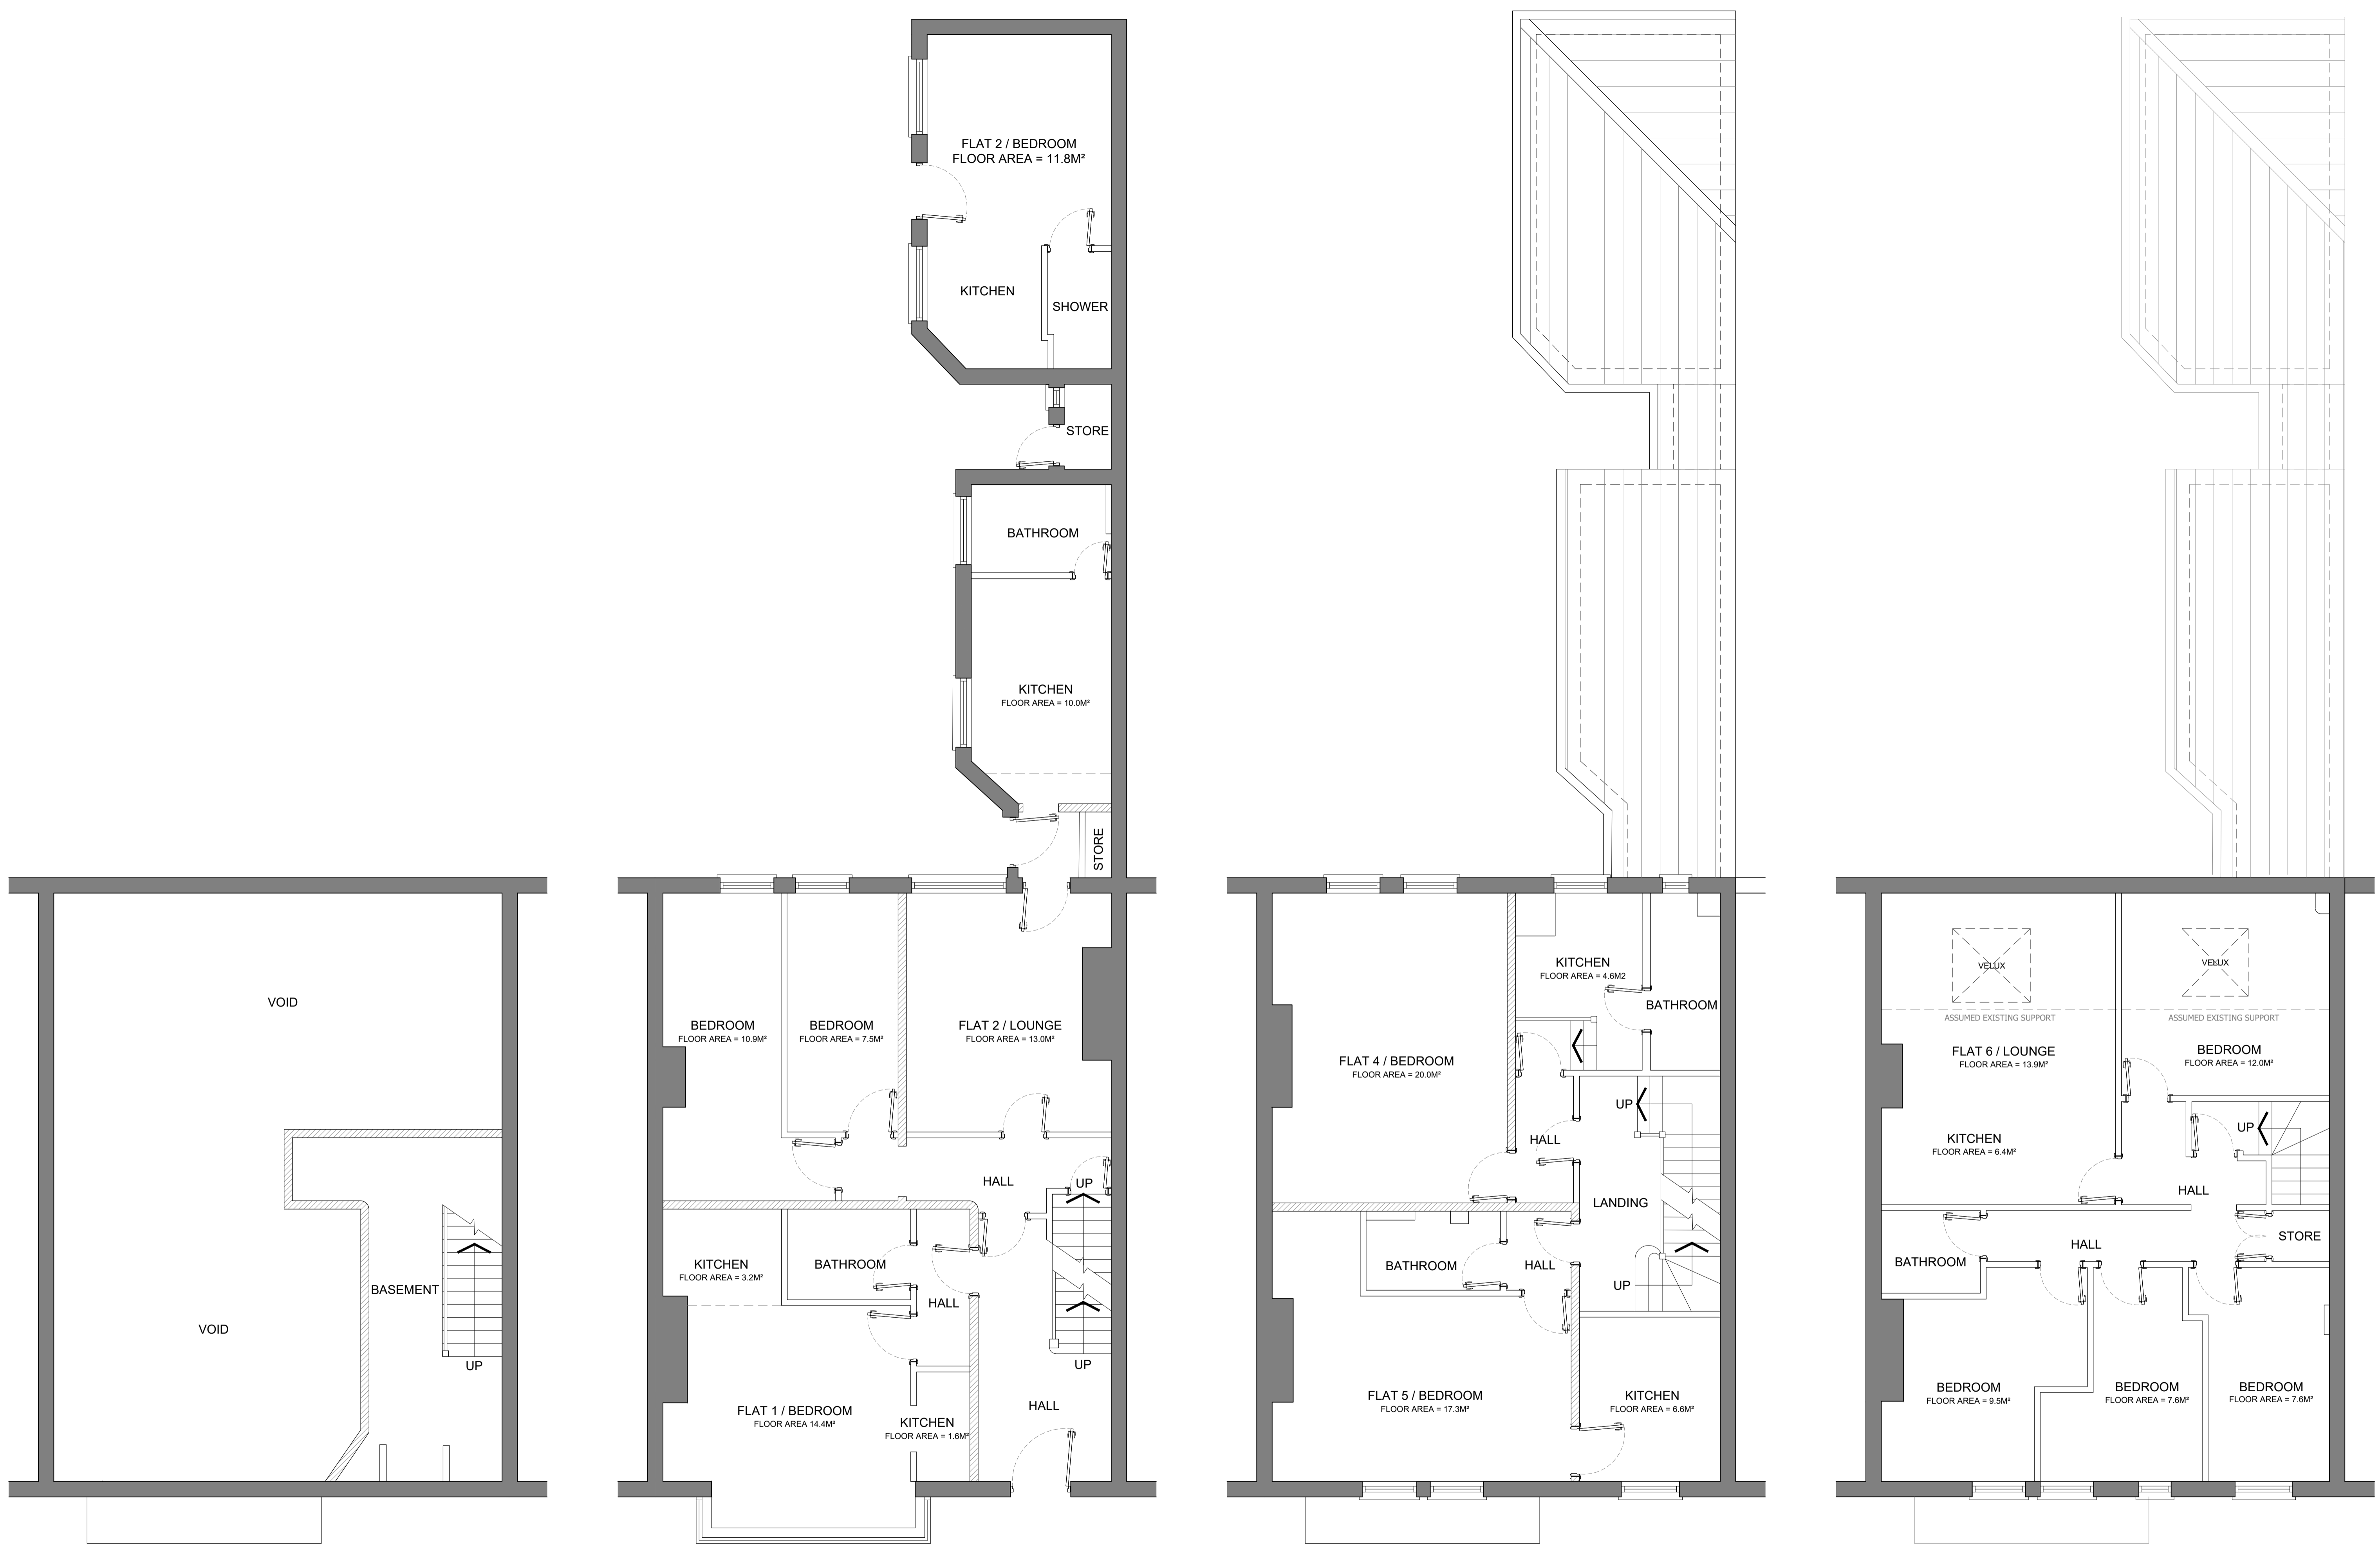 VOID
VOID
BASEMENT
UP
FLAT 2 / BEDROOM
FLOOR AREA = 11.8M²
KITCHEN
SHOWER
STORE
BATHROOM
KITCHEN
FLOOR AREA = 10.0M²
STORE
BEDROOM
FLOOR AREA = 10.9M²
BEDROOM
FLOOR AREA = 7.5M²
FLAT 2 / LOUNGE
FLOOR AREA = 13.0M²
HALL
UP
KITCHEN
FLOOR AREA = 3.2M²
BATHROOM
HALL
UP
FLAT 1 / BEDROOM
FLOOR AREA 14.4M²
KITCHEN
FLOOR AREA = 1.6M²
HALL
KITCHEN
FLOOR AREA = 4.6M2
BATHROOM
FLAT 4 / BEDROOM
FLOOR AREA = 20.0M²
UP
HALL
LANDING
BATHROOM
HALL
UP
FLAT 5 / BEDROOM
FLOOR AREA = 17.3M²
KITCHEN
FLOOR AREA = 6.6M²
VELUX
VELUX
ASSUMED EXISTING SUPPORT
ASSUMED EXISTING SUPPORT
FLAT 6 / LOUNGE
FLOOR AREA = 13.9M²
BEDROOM
FLOOR AREA = 12.0M²
UP
KITCHEN
FLOOR AREA = 6.4M²
HALL
STORE
HALL
BATHROOM
BEDROOM
FLOOR AREA = 9.5M²
BEDROOM
FLOOR AREA = 7.6M²
BEDROOM
FLOOR AREA = 7.6M²